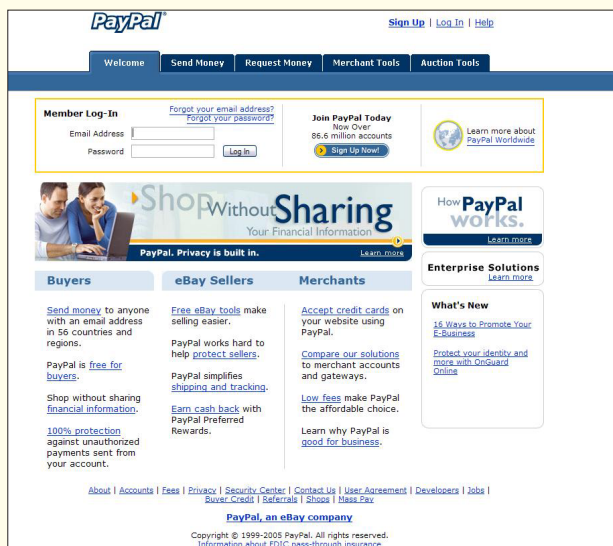 PayPal®
Sign Up | Log In | Help
Welcome Send Money Request Money Merchant Tools Auction Tools
Member Log-In
Forgot your email address?
Forgot your password?
Email Address
Password
Log In
Join PayPal Today
Now Over
86.6 million accounts
Sign Up Now!
Learn more about
PayPal Worldwide
Shop Without Sharing
Your Financial Information
PayPal. Privacy is built in.
Learn more
How PayPal
works.
Learn more
Enterprise Solutions
Learn more
What's New
16 Ways to Promote Your
E-Business
Protect your identity and
more with OnGuard
Online
Buyers
Send money to anyone
with an email address
in 56 countries and
regions.
PayPal is free for
buyers.
Shop without sharing
financial information.
100% protection
against unauthorized
payments sent from
your account.
eBay Sellers
Free eBay tools make
selling easier.
PayPal works hard to
help protect sellers.
PayPal simplifies
shipping and tracking.
Earn cash back with
PayPal Preferred
Rewards.
Merchants
Accept credit cards on
your website using
PayPal.
Compare our solutions
to merchant accounts
and gateways.
Low fees make PayPal
the affordable choice.
Learn why PayPal is
good for business.
About | Accounts | Fees | Privacy | Security Center | Contact Us | User Agreement | Developers | Jobs |
Buyer Credit | Referrals | Shops | Mass Pay
PayPal, an eBay company
Copyright © 1999-2005 PayPal. All rights reserved.
Information about FDIC pass-through insurance